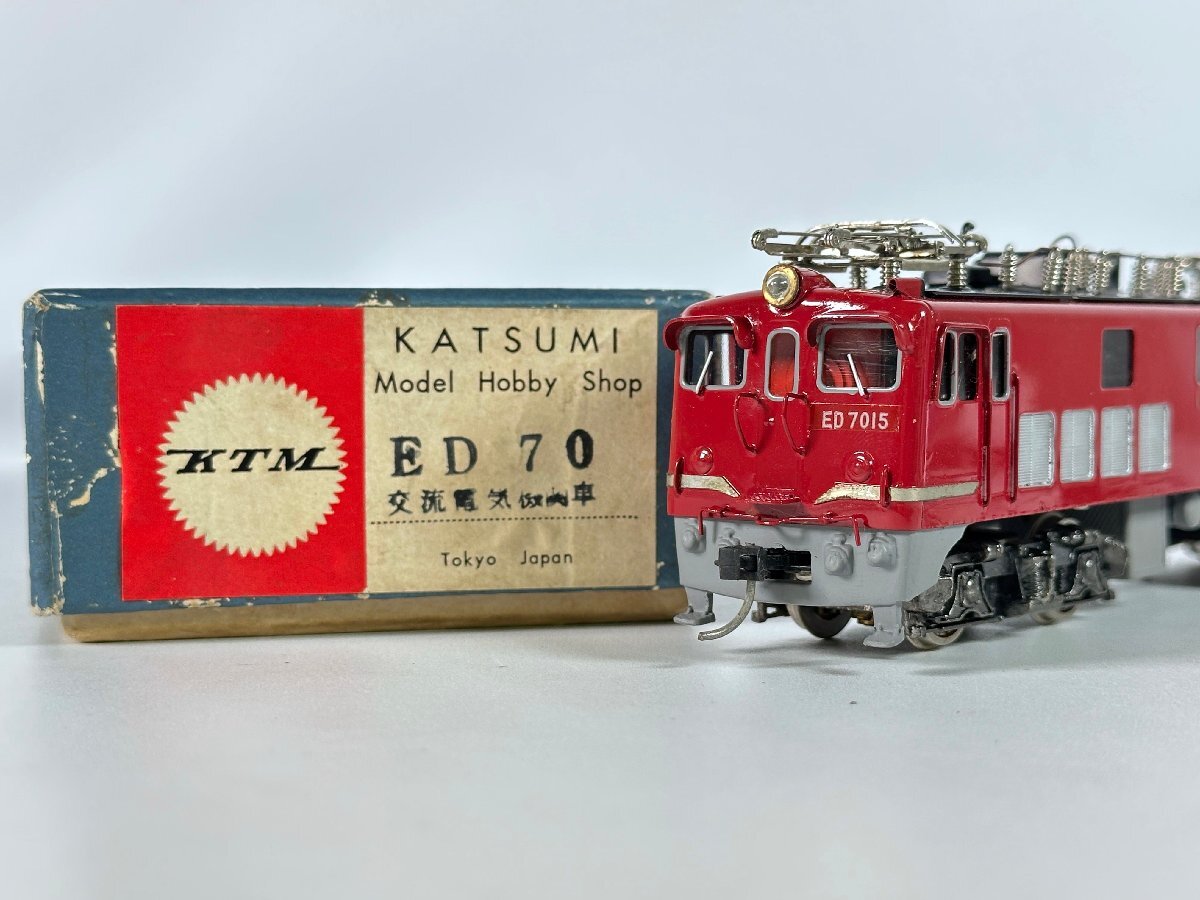 KTM
KATSUMI
Model Hobby Shop
ED 70
交流電気機関車
Tokyo Japan
ED 7015